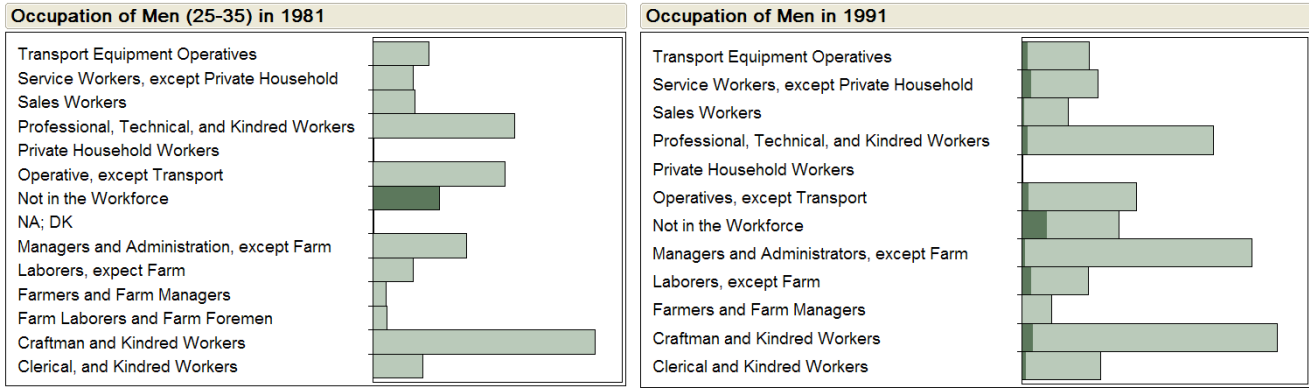 Occupation of Men (25-35) in 1981
Transport Equipment Operatives
Service Workers, except Private Household
Sales Workers
Professional, Technical, and Kindred Workers
Private Household Workers
Operative, except Transport
Not in the Workforce
NA; DK
Managers and Administration, except Farm
Laborers, expect Farm
Farmers and Farm Managers
Farm Laborers and Farm Foremen
Craftman and Kindred Workers
Clerical, and Kindred Workers
Occupation of Men in 1991
Transport Equipment Operatives
Service Workers, except Private Household
Sales Workers
Professional, Technical, and Kindred Workers
Private Household Workers
Operatives, except Transport
Not in the Workforce
Managers and Administrators, except Farm
Laborers, except Farm
Farmers and Farm Managers
Craftman and Kindred Workers
Clerical and Kindred Workers